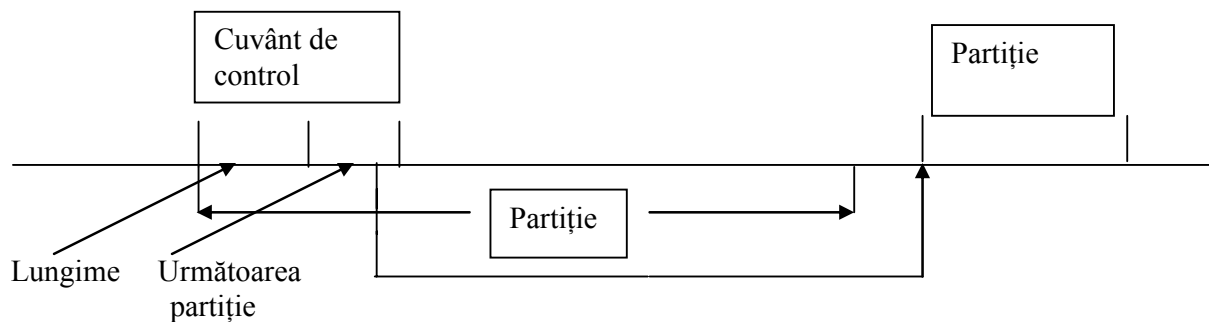 Cuvânt de
control
Partiție
Partiție
Lungime
Următoarea
partiție